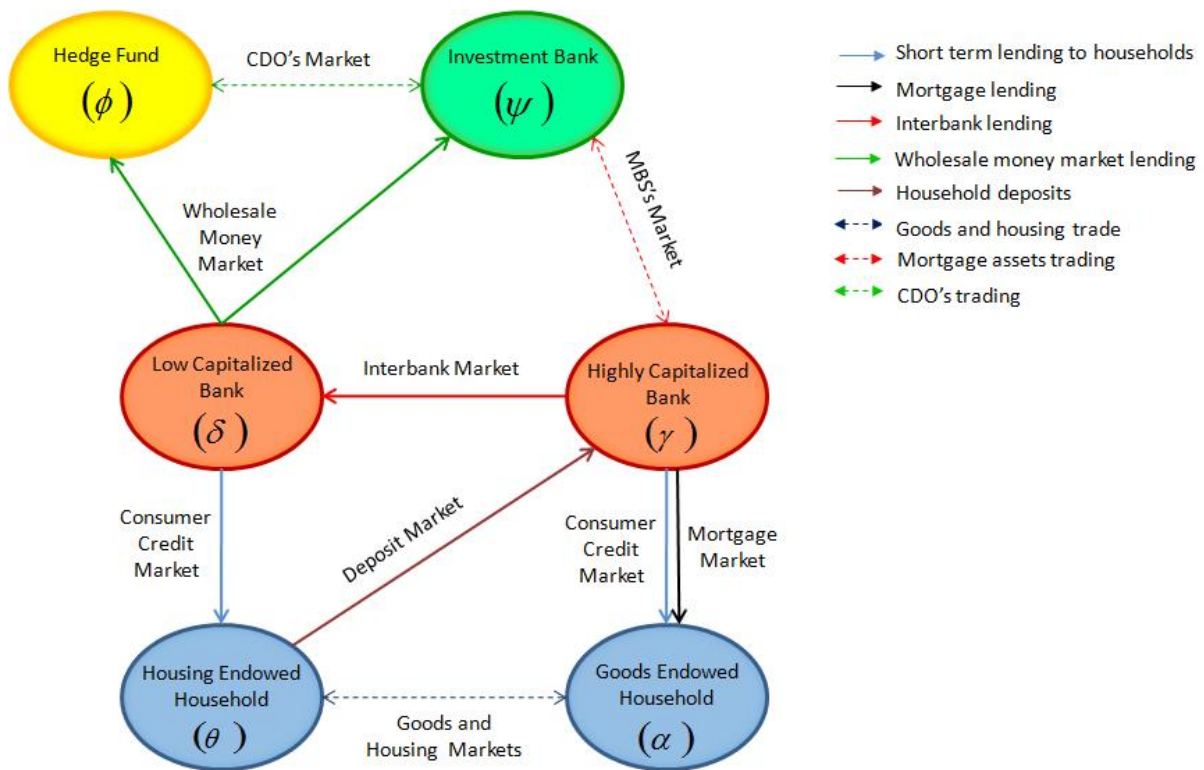 Hedge Fund
(ϕ)
CDO's Market
Investment Bank
(ψ)
Wholesale
Money
Market
MBS's Market
Low Capitalized
Bank
(δ)
Interbank Market
Highly Capitalized
Bank
(γ)
Consumer
Credit
Market
Deposit Market
Consumer
Credit
Market
Mortgage
Market
Housing Endowed
Household
(θ)
Goods and
Housing Markets
Goods Endowed
Household
(α)
Short term lending to households
Mortgage lending
Interbank lending
Wholesale money market lending
Household deposits
Goods and housing trade
Mortgage assets trading
CDO's trading